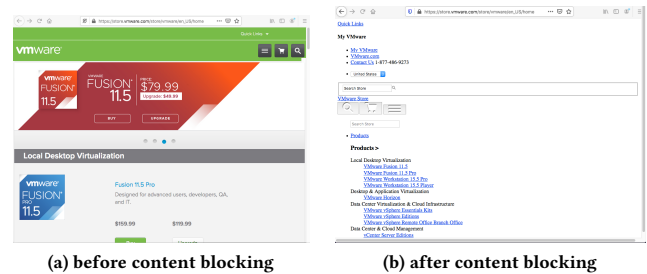 https://store.vmware.com/store/vmware/en_US/home
Quick Links
vmware
vmware
FUSION
11.5
VMWARE
FUSION
11.5
PRICE:
$79.99
Upgrade: $49.99
BUY
UPGRADE
Local Desktop Virtualization
vmware
FUSION
PRO
11.5
Fusion 11.5 Pro
Designed for advanced users, developers, QA,
and IT.
$159.99
$119.99
(a) before content blocking
https://store.vmware.com/store/vmware/en_US/home
Quick Links
My VMware
My VMware
VMware.com
Contact Us 1-877-486-9273
United States
Search Store
VMware Store
Search Store
Products
Products >
Local Desktop Virtualization
VMware Fusion 11.5
VMware Fusion 11.5 Pro
VMware Workstation 15.5 Pro
VMware Workstation 15.5 Player
Desktop & Application Virtualization
VMware Horizon
Data Center Virtualization & Cloud Infrastructure
VMware vSphere Essentials Kits
VMware vSphere Editions
VMware vSphere Remote Office Branch Office
Data Center & Cloud Management
vCenter Server Editions
(b) after content blocking